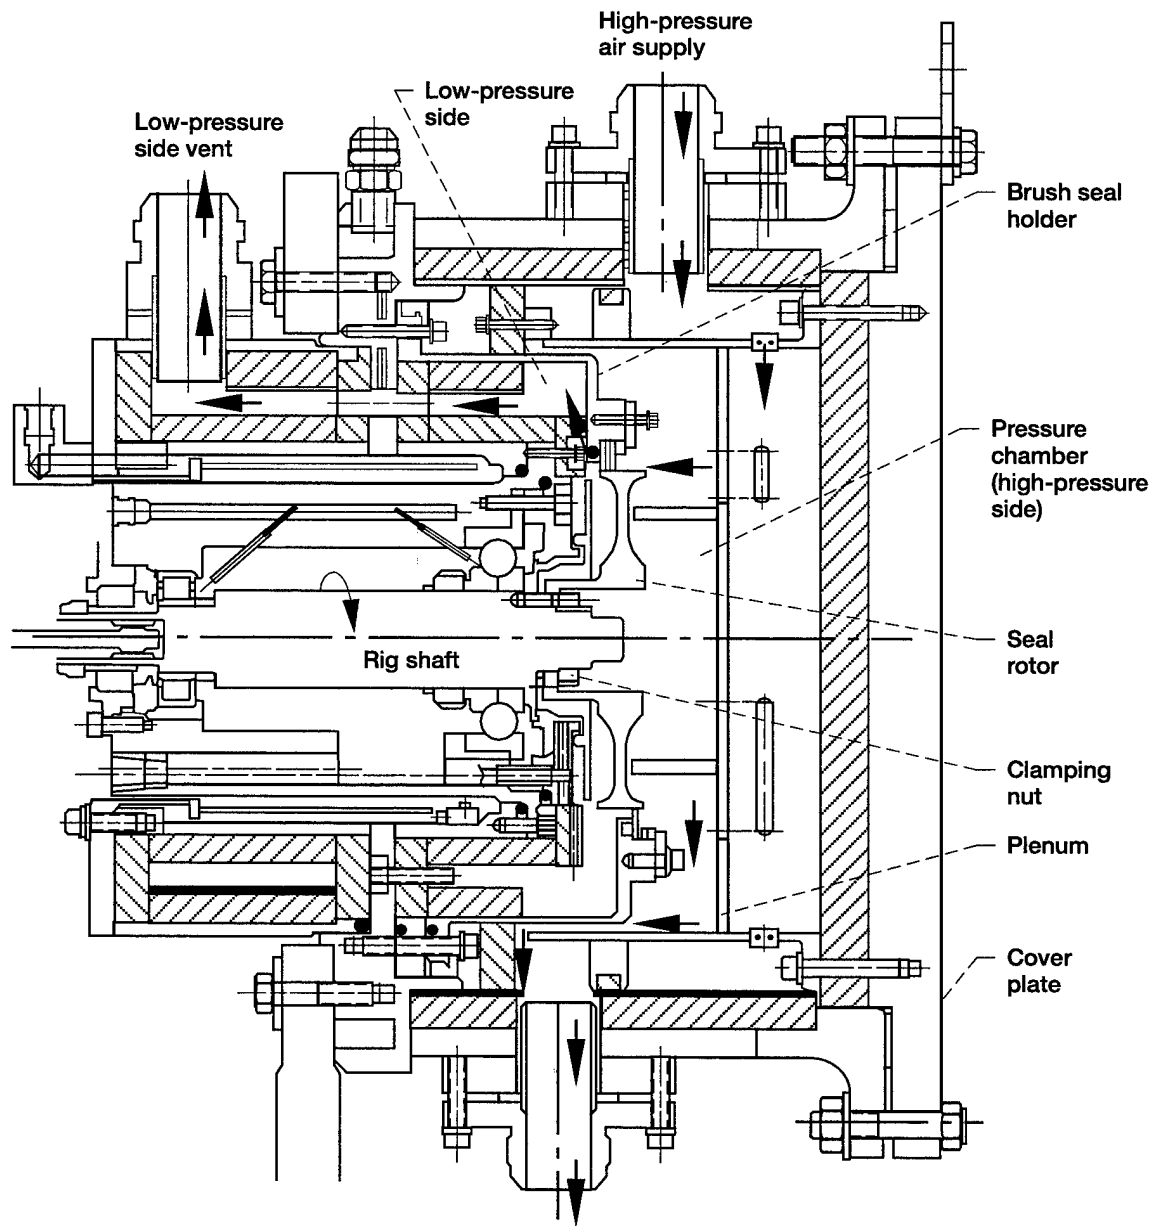 High-pressure
air supply
Low-pressure
side
Low-pressure
side vent
Brush seal
holder
Pressure
chamber
(high-pressure
side)
Seal
rotor
Rig shaft
Clamping
nut
Plenum
Cover
plate